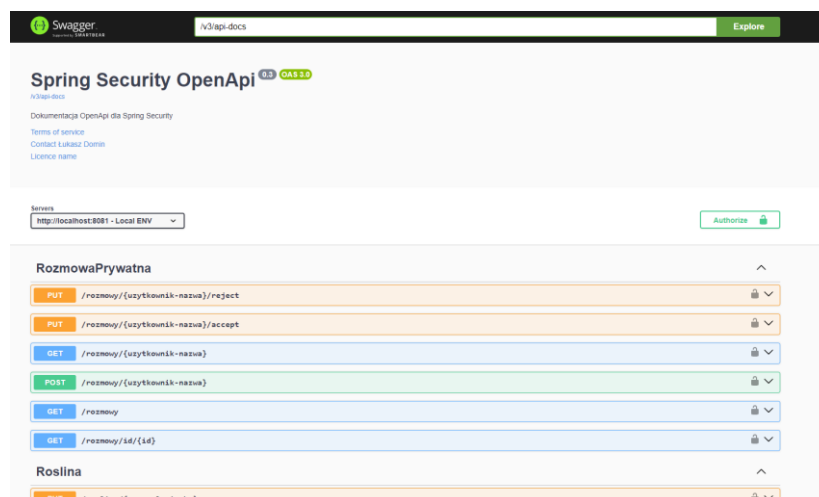 Swagger
Supported by SMARTBEAR
/v3/api-docs
Explore
Spring Security OpenApi 0.3 OAS 3.0
/v3/api-docs
Dokumentacja OpenApi dla Spring Security
Terms of service
Contact Łukasz Domin
Licence name
Servers
http://localhost:8081 - Local ENV
Authorize
RozmowaPrywatna
PUT /rozmowy/{uzytkownik-nazwa}/reject
PUT /rozmowy/{uzytkownik-nazwa}/accept
GET /rozmowy/{uzytkownik-nazwa}
POST /rozmowy/{uzytkownik-nazwa}
GET /rozmowy
GET /rozmowy/id/{id}
Roslina
PUT